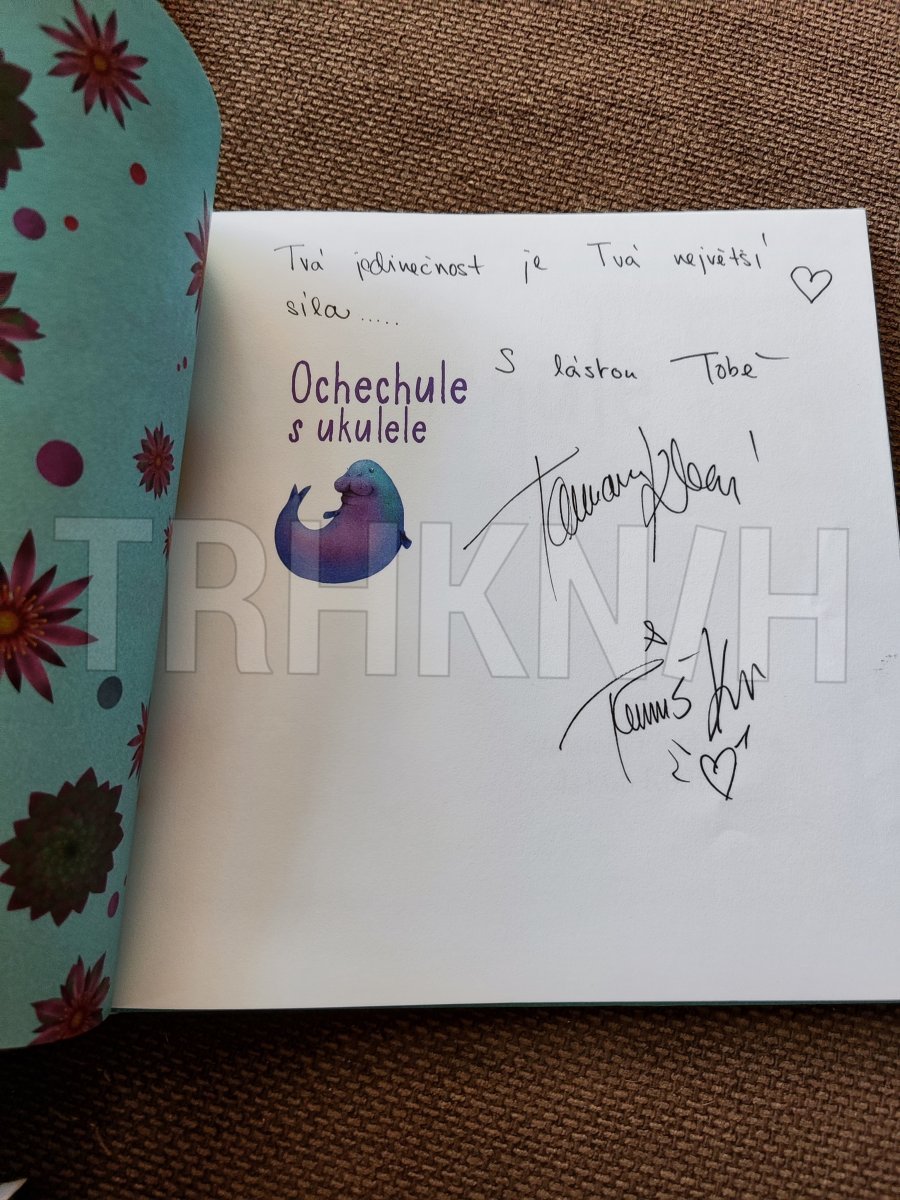 Tvá jedinečnost je Tvá největší
síla.....
S láskou Tobě
Ochechule
s ukulele
TRHKNIH